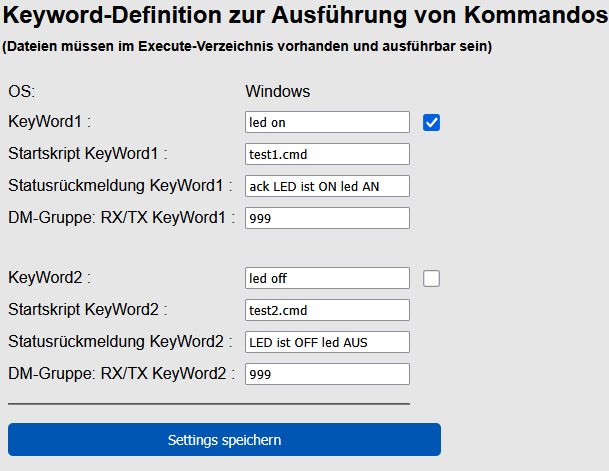 Keyword-Definition zur Ausführung von Kommandos
(Dateien müssen im Execute-Verzeichnis vorhanden und ausführbar sein)
OS: Windows
KeyWord1 : led on
Startskript KeyWord1 : test1.cmd
Statusrückmeldung KeyWord1 : ack LED ist ON led AN
DM-Gruppe: RX/TX KeyWord1 : 999
KeyWord2 : led off
Startskript KeyWord2 : test2.cmd
Statusrückmeldung KeyWord2 : LED ist OFF led AUS
DM-Gruppe: RX/TX KeyWord2 : 999
Settings speichern